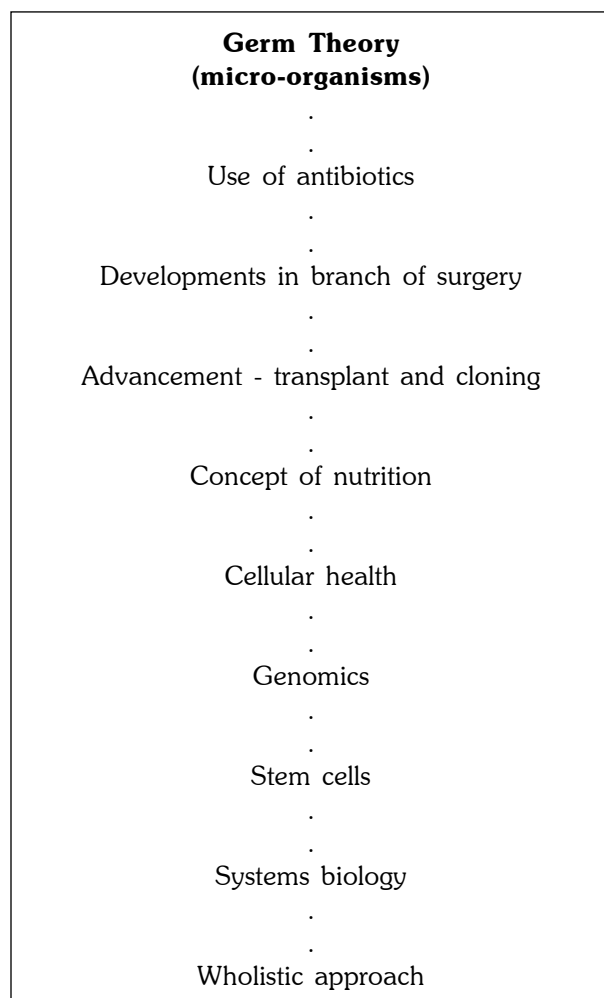 Germ Theory
(micro-organisms)
.
.
Use of antibiotics
.
.
Developments in branch of surgery
.
.
Advancement - transplant and cloning
.
.
Concept of nutrition
.
.
Cellular health
.
.
Genomics
.
.
Stem cells
.
.
Systems biology
.
.
Wholistic approach